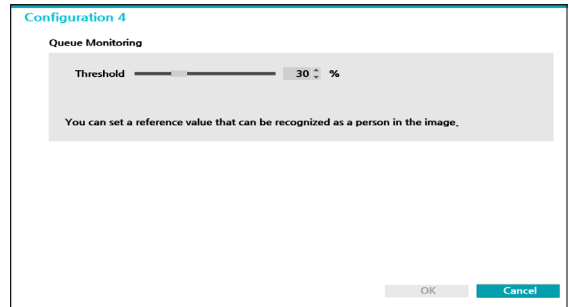 Configuration 4
Queue Monitoring
Threshold 30 %
You can set a reference value that can be recognized as a person in the image.
OK Cancel